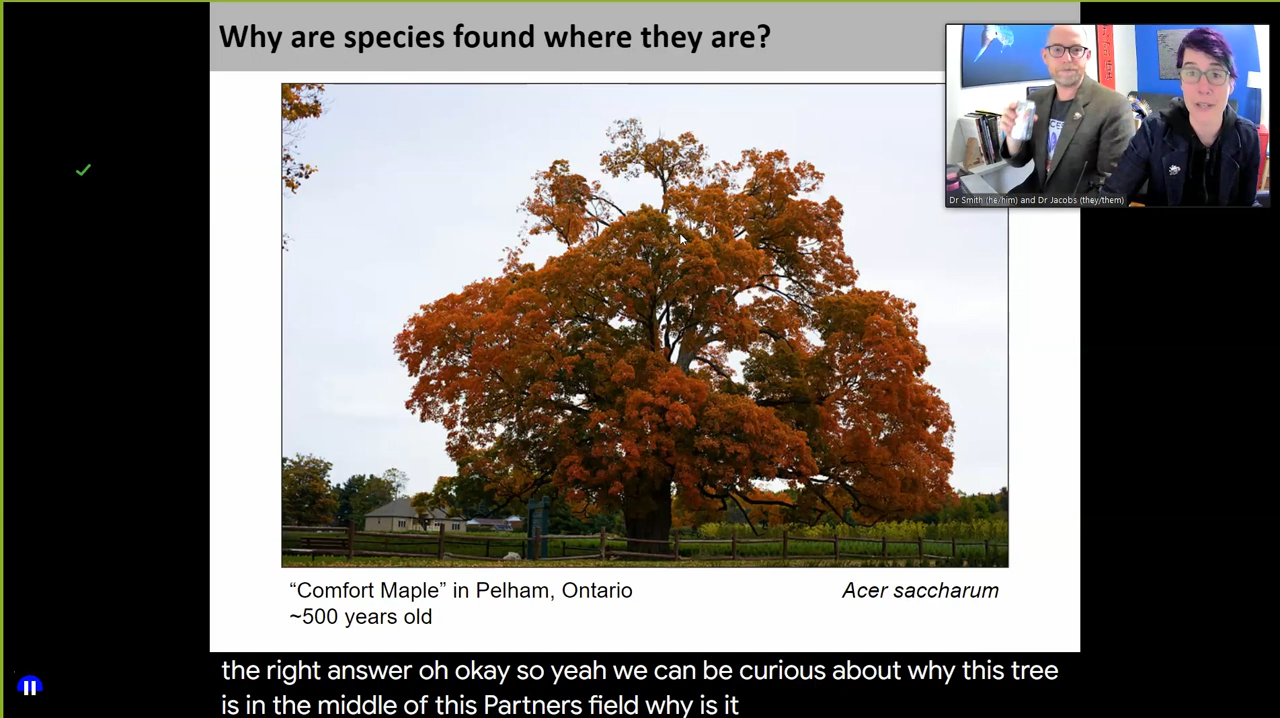 Why are species found where they are?
Dr Smith (he/him) and Dr Jacobs (they/them)
“Comfort Maple” in Pelham, Ontario
Acer saccharum
~500 years old
the right answer oh okay so yeah we can be curious about why this tree
is in the middle of this Partners field why is it